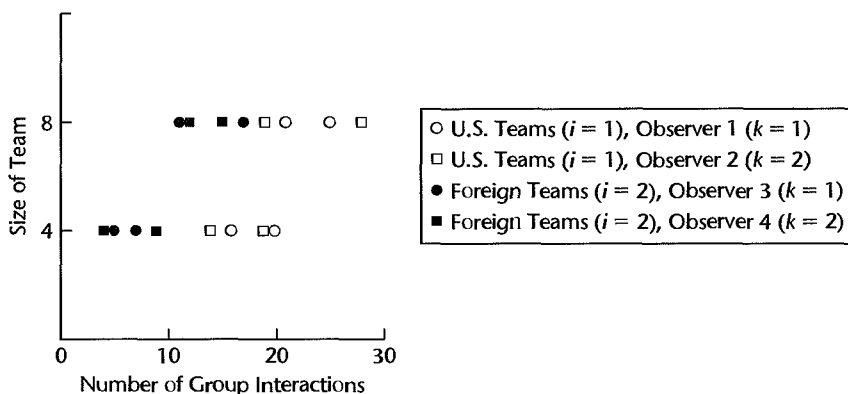 Size of Team
8
4
0
10
20
30
Number of Group Interactions
○ U.S. Teams (i = 1), Observer 1 (k = 1)
□ U.S. Teams (i = 1), Observer 2 (k = 2)
● Foreign Teams (i = 2), Observer 3 (k = 1)
■ Foreign Teams (i = 2), Observer 4 (k = 2)